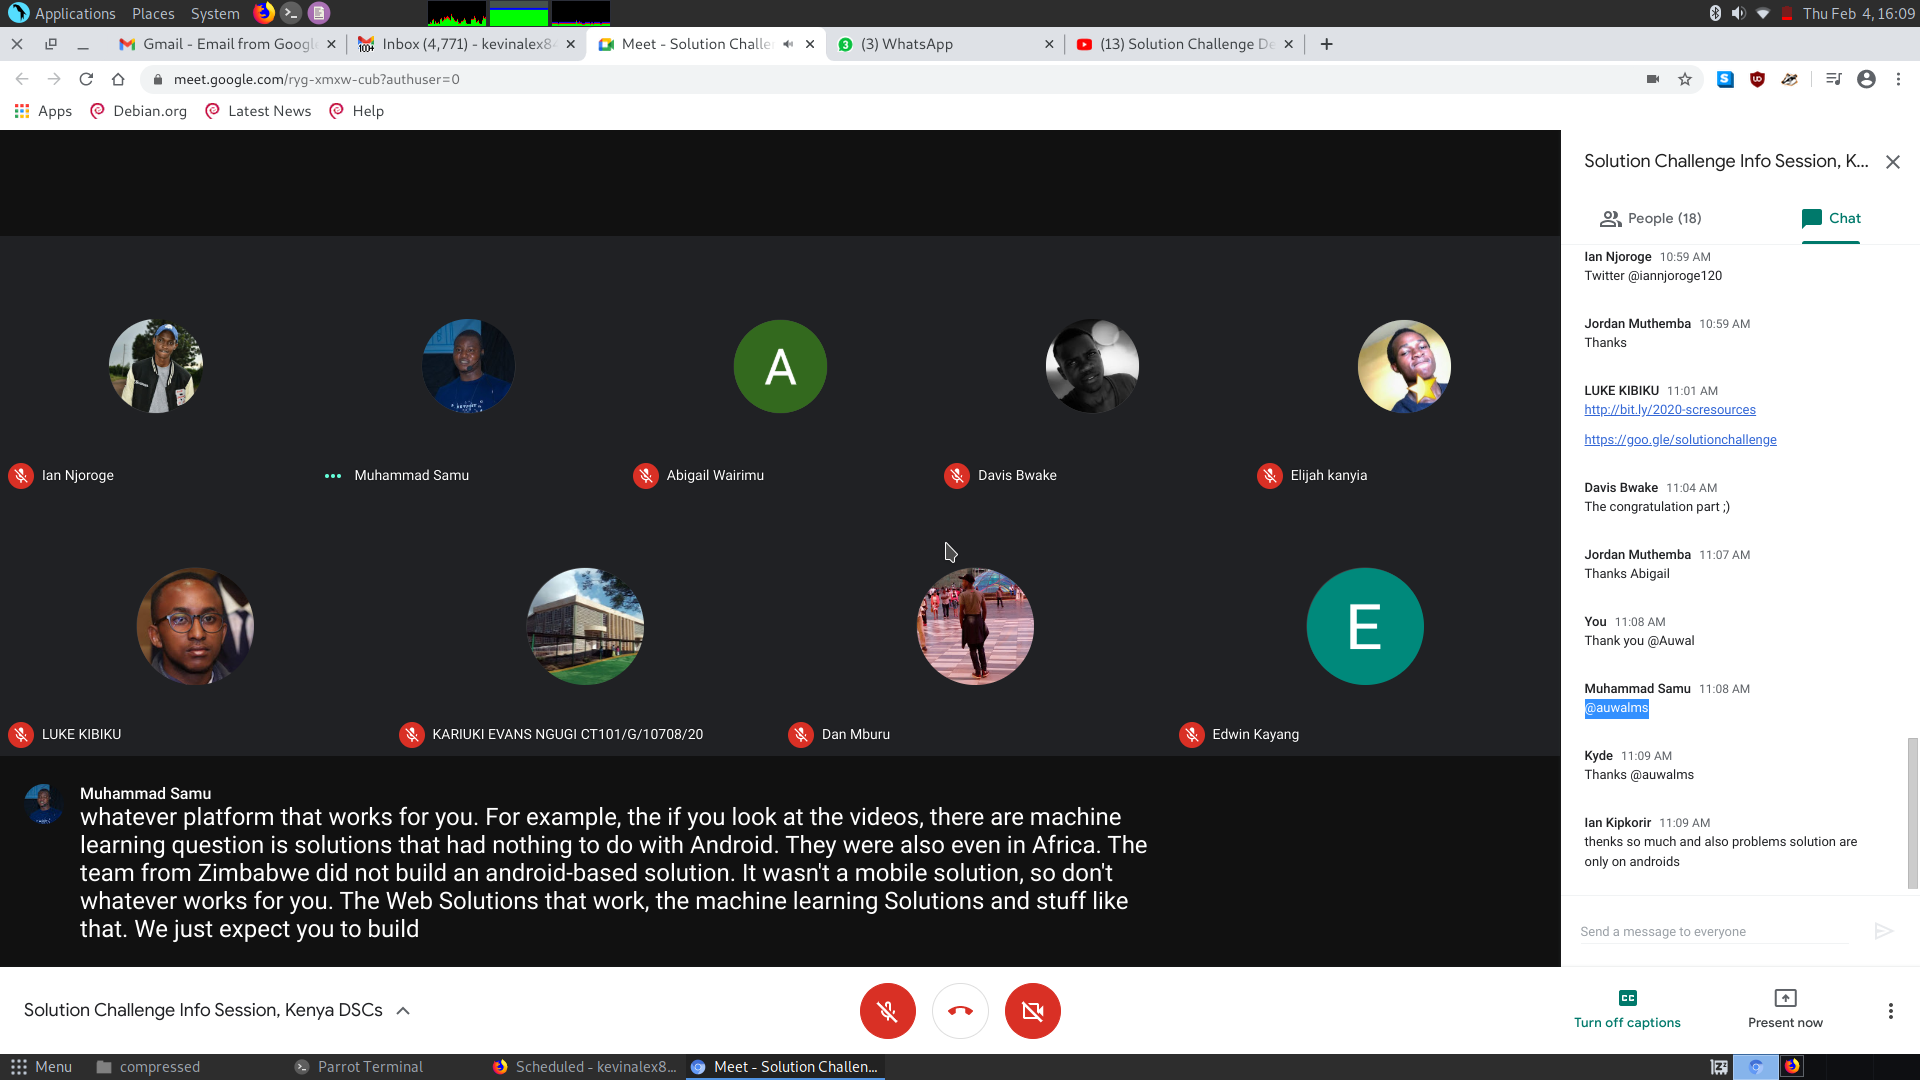 Applications Places System Thu Feb 4, 16:09
Gmail - Email from Googl Inbox (4,771) - kevinalex8 Meet - Solution Challe (3) WhatsApp (13) Solution Challenge De
meet.google.com/ryg-xmxw-cub?authuser=0
Apps Debian.org Latest News Help
Ian Njoroge
Muhammad Samu
A
Abigail Wairimu
Davis Bwake
Elijah kanyia
LUKE KIBIKU
KARIUKI EVANS NGUGI CT101/G/10708/20
Dan Mburu
E
Edwin Kayang
Muhammad Samu
whatever platform that works for you. For example, the if you look at the videos, there are machine
learning question is solutions that had nothing to do with Android. They were also even in Africa. The
team from Zimbabwe did not build an android-based solution. It wasn't a mobile solution, so don't
whatever works for you. The Web Solutions that work, the machine learning Solutions and stuff like
that. We just expect you to build
Solution Challenge Info Session, K...
People (18) Chat
Ian Njoroge 10:59 AM
Twitter @iannjoroge120
Jordan Muthemba 10:59 AM
Thanks
LUKE KIBIKU 11:01 AM
http://bit.ly/2020-scresources
https://goo.gle/solutionchallenge
Davis Bwake 11:04 AM
The congratulation part ;)
Jordan Muthemba 11:07 AM
Thanks Abigail
You 11:08 AM
Thank you @Auwal
Muhammad Samu 11:08 AM
@auwalms
Kyde 11:09 AM
Thanks @auwalms
Ian Kipkorir 11:09 AM
thenks so much and also problems solution are
only on androids
Send a message to everyone
Solution Challenge Info Session, Kenya DSCs
Turn off captions
Present now
Menu compressed Parrot Terminal Scheduled - kevinalex8... Meet - Solution Challen...